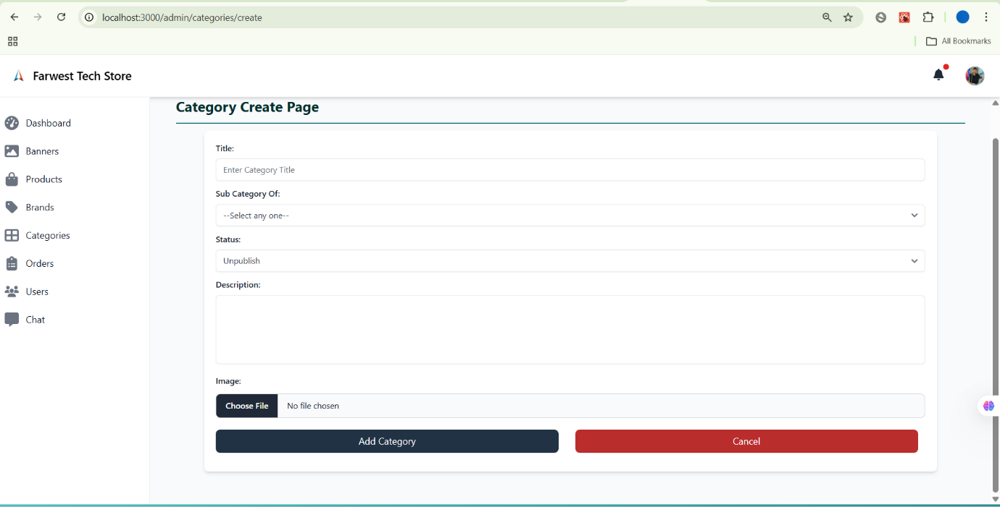 localhost:3000/admin/categories/create
All Bookmarks
Farwest Tech Store
Dashboard
Banners
Products
Brands
Categories
Orders
Users
Chat
Category Create Page
Title:
Enter Category Title
Sub Category Of:
--Select any one--
Status:
Unpublish
Description:
Image:
Choose File No file chosen
Add Category Cancel